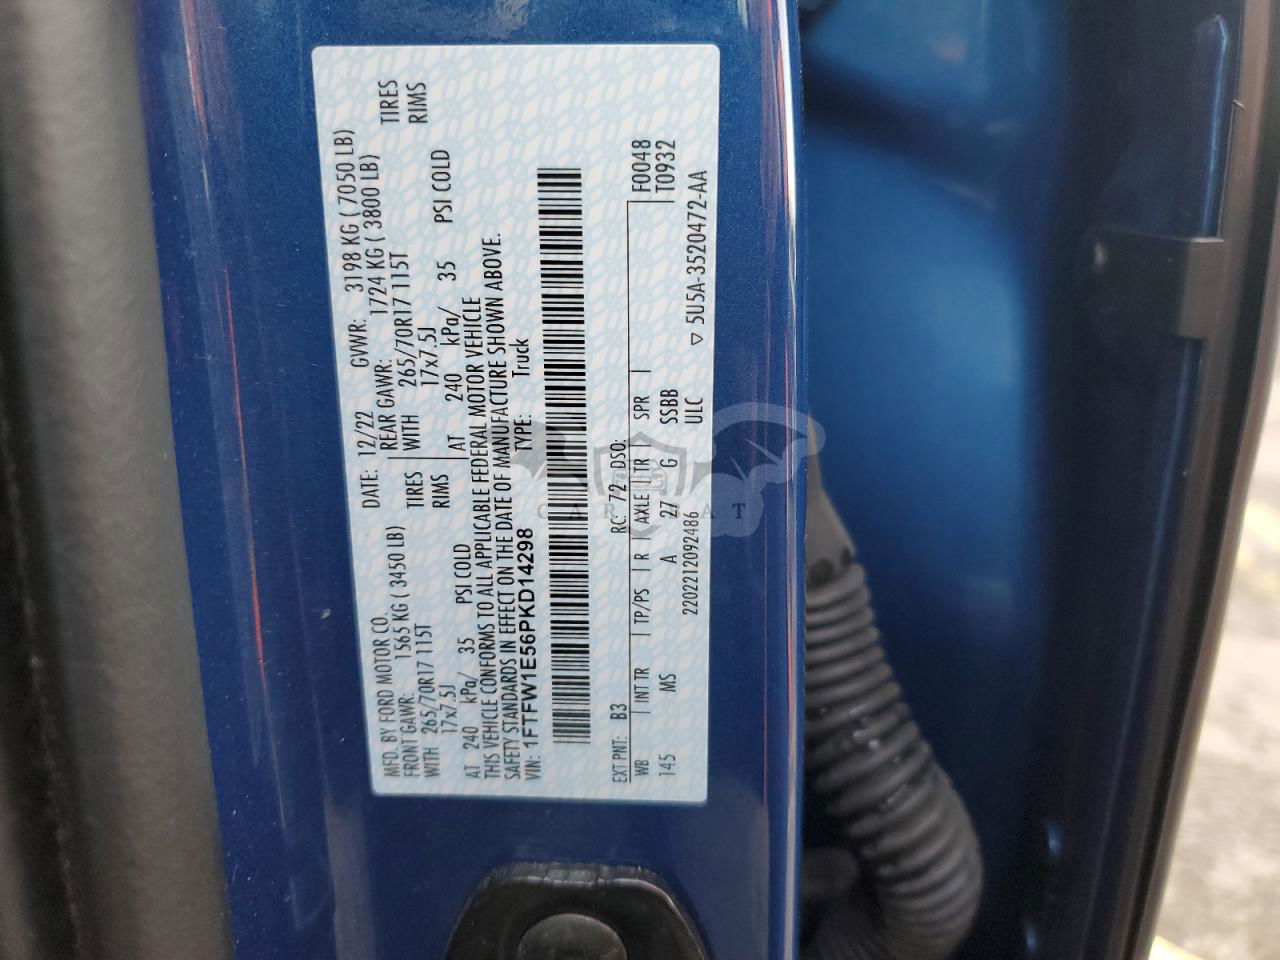 MFD. BY FORD MOTOR CO.
DATE: 12/22
GVWR: 3198 KG ( 7050 LB)
FRONT GAWR: 1565 KG ( 3450 LB)
REAR GAWR: 1724 KG ( 3800 LB)
WITH 265/70R17 115T TIRES
WITH 265/70R17 115T TIRES
17x7.5J RIMS
17x7.5J RIMS
AT 240 kPa/ 35 PSI COLD
AT 240 kPa/ 35 PSI COLD
THIS VEHICLE CONFORMS TO ALL APPLICABLE FEDERAL MOTOR VEHICLE
SAFETY STANDARDS IN EFFECT ON THE DATE OF MANUFACTURE SHOWN ABOVE.
VIN: 1FTFW1E56PKD14298
TYPE: Truck
EXT PNT: B3 RC: 72 DSO: F0048
WB INT TR TP/PS R AXLE TR SPR T0932
145 MS A 27 G SSBB
2202212092486 ULC ▽ 5U5A-3520472-AA
CAR BAT